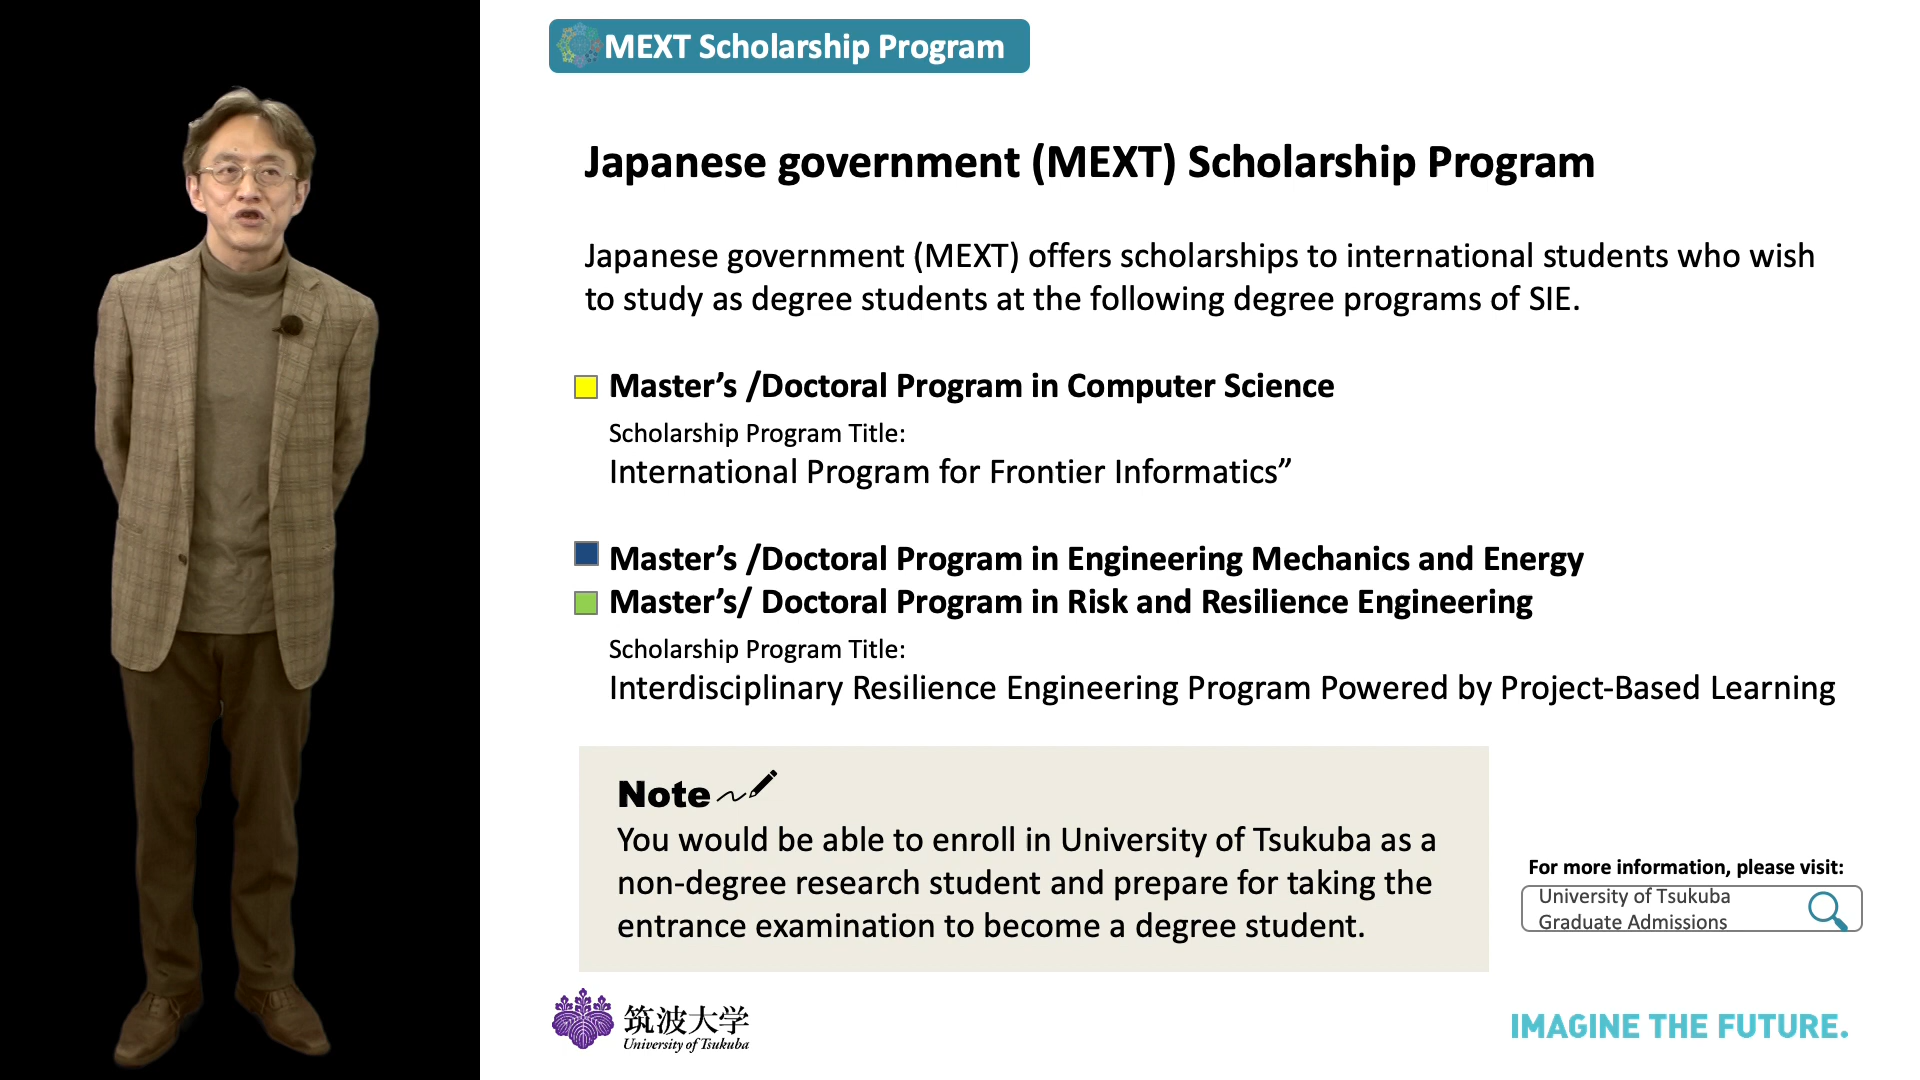 MEXT Scholarship Program
Japanese government (MEXT) Scholarship Program
Japanese government (MEXT) offers scholarships to international students who wish
to study as degree students at the following degree programs of SIE.
Master’s /Doctoral Program in Computer Science
Scholarship Program Title:
International Program for Frontier Informatics”
Master’s /Doctoral Program in Engineering Mechanics and Energy
Master’s/ Doctoral Program in Risk and Resilience Engineering
Scholarship Program Title:
Interdisciplinary Resilience Engineering Program Powered by Project-Based Learning
Note
You would be able to enroll in University of Tsukuba as a
non-degree research student and prepare for taking the
entrance examination to become a degree student.
For more information, please visit:
University of Tsukuba
Graduate Admissions
筑波大学
University of Tsukuba
IMAGINE THE FUTURE.